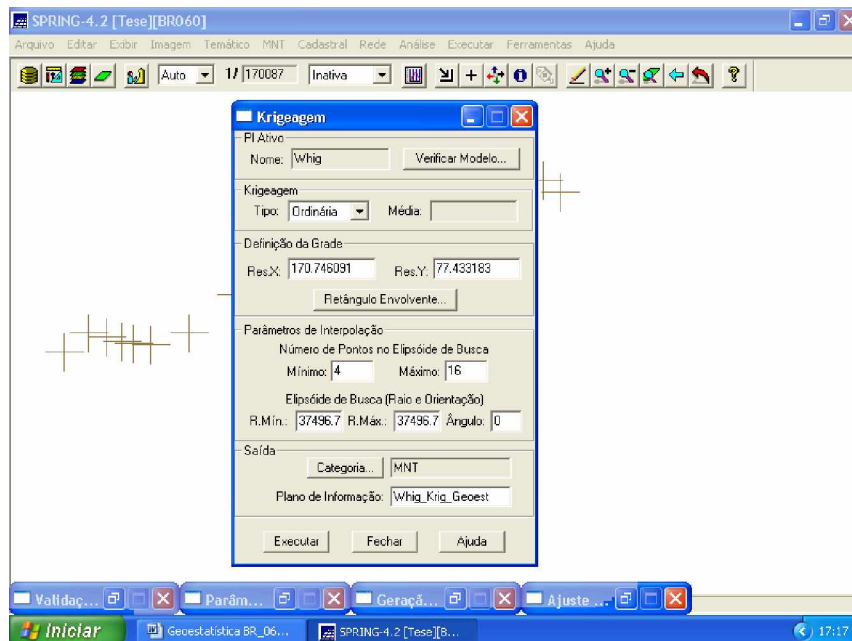 SPRING-4.2 [Tese][BR060]
Arquivo Editar Exibir Imagem Temático MNT Cadastral Rede Análise Executar Ferramentas Ajuda
Auto 1/ 170087 Inativa
Krigeagem
PI Ativo
Nome: Whig Verificar Modelo...
Krigeagem
Tipo: Ordinária Média:
Definição da Grade
Res.X: 170.746091 Res.Y: 77.433183
Retângulo Envolvente...
Parâmetros de Interpolação
Número de Pontos no Elipsóide de Busca
Mínimo: 4 Máximo: 16
Elipsóide de Busca (Raio e Orientação)
R.Mín.: 37496.7 R.Máx.: 37496.7 Ângulo: 0
Saída
Categoria... MNT
Plano de Informação: Whig_Krig_Geoest
Executar Fechar Ajuda
Validaç... Parâm... Geraçã... Ajuste ...
Iniciar Geoestatística BR_06... SPRING-4.2 [Tese][B... 17:17